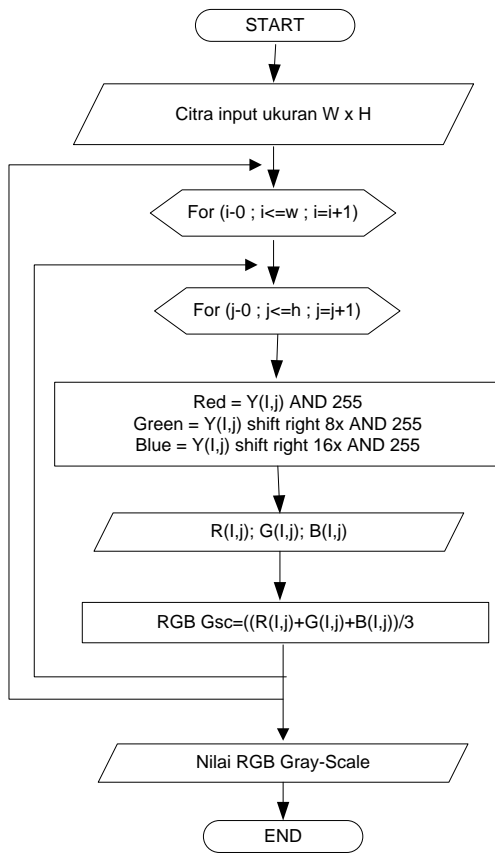 START
Citra input ukuran W x H
For (i-0 ; i<=w ; i=i+1)
For (j-0 ; j<=h ; j=j+1)
Red = Y(I,j) AND 255
Green = Y(I,j) shift right 8x AND 255
Blue = Y(I,j) shift right 16x AND 255
R(I,j); G(I,j); B(I,j)
RGB Gsc=((R(I,j)+G(I,j)+B(I,j))/3
Nilai RGB Gray-Scale
END